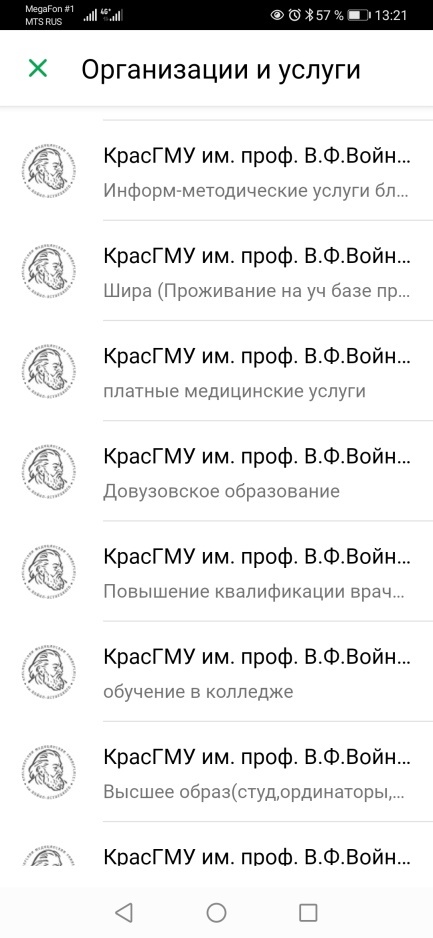 MegaFon #1
MTS RUS
4G+
57 %
13:21
Организации и услуги
КрасГМУ им. проф. В.Ф.Войн...
Информ-методические услуги бл...
КрасГМУ им. проф. В.Ф.Войн...
Шира (Проживание на уч базе пр...
КрасГМУ им. проф. В.Ф.Войн...
платные медицинские услуги
КрасГМУ им. проф. В.Ф.Войн...
Довузовское образование
КрасГМУ им. проф. В.Ф.Войн...
Повышение квалификации врач...
КрасГМУ им. проф. В.Ф.Войн...
обучение в колледже
КрасГМУ им. проф. В.Ф.Войн...
Высшее образ(студ,ординаторы,...
КрасГМУ им. проф. В.Ф.Войн...